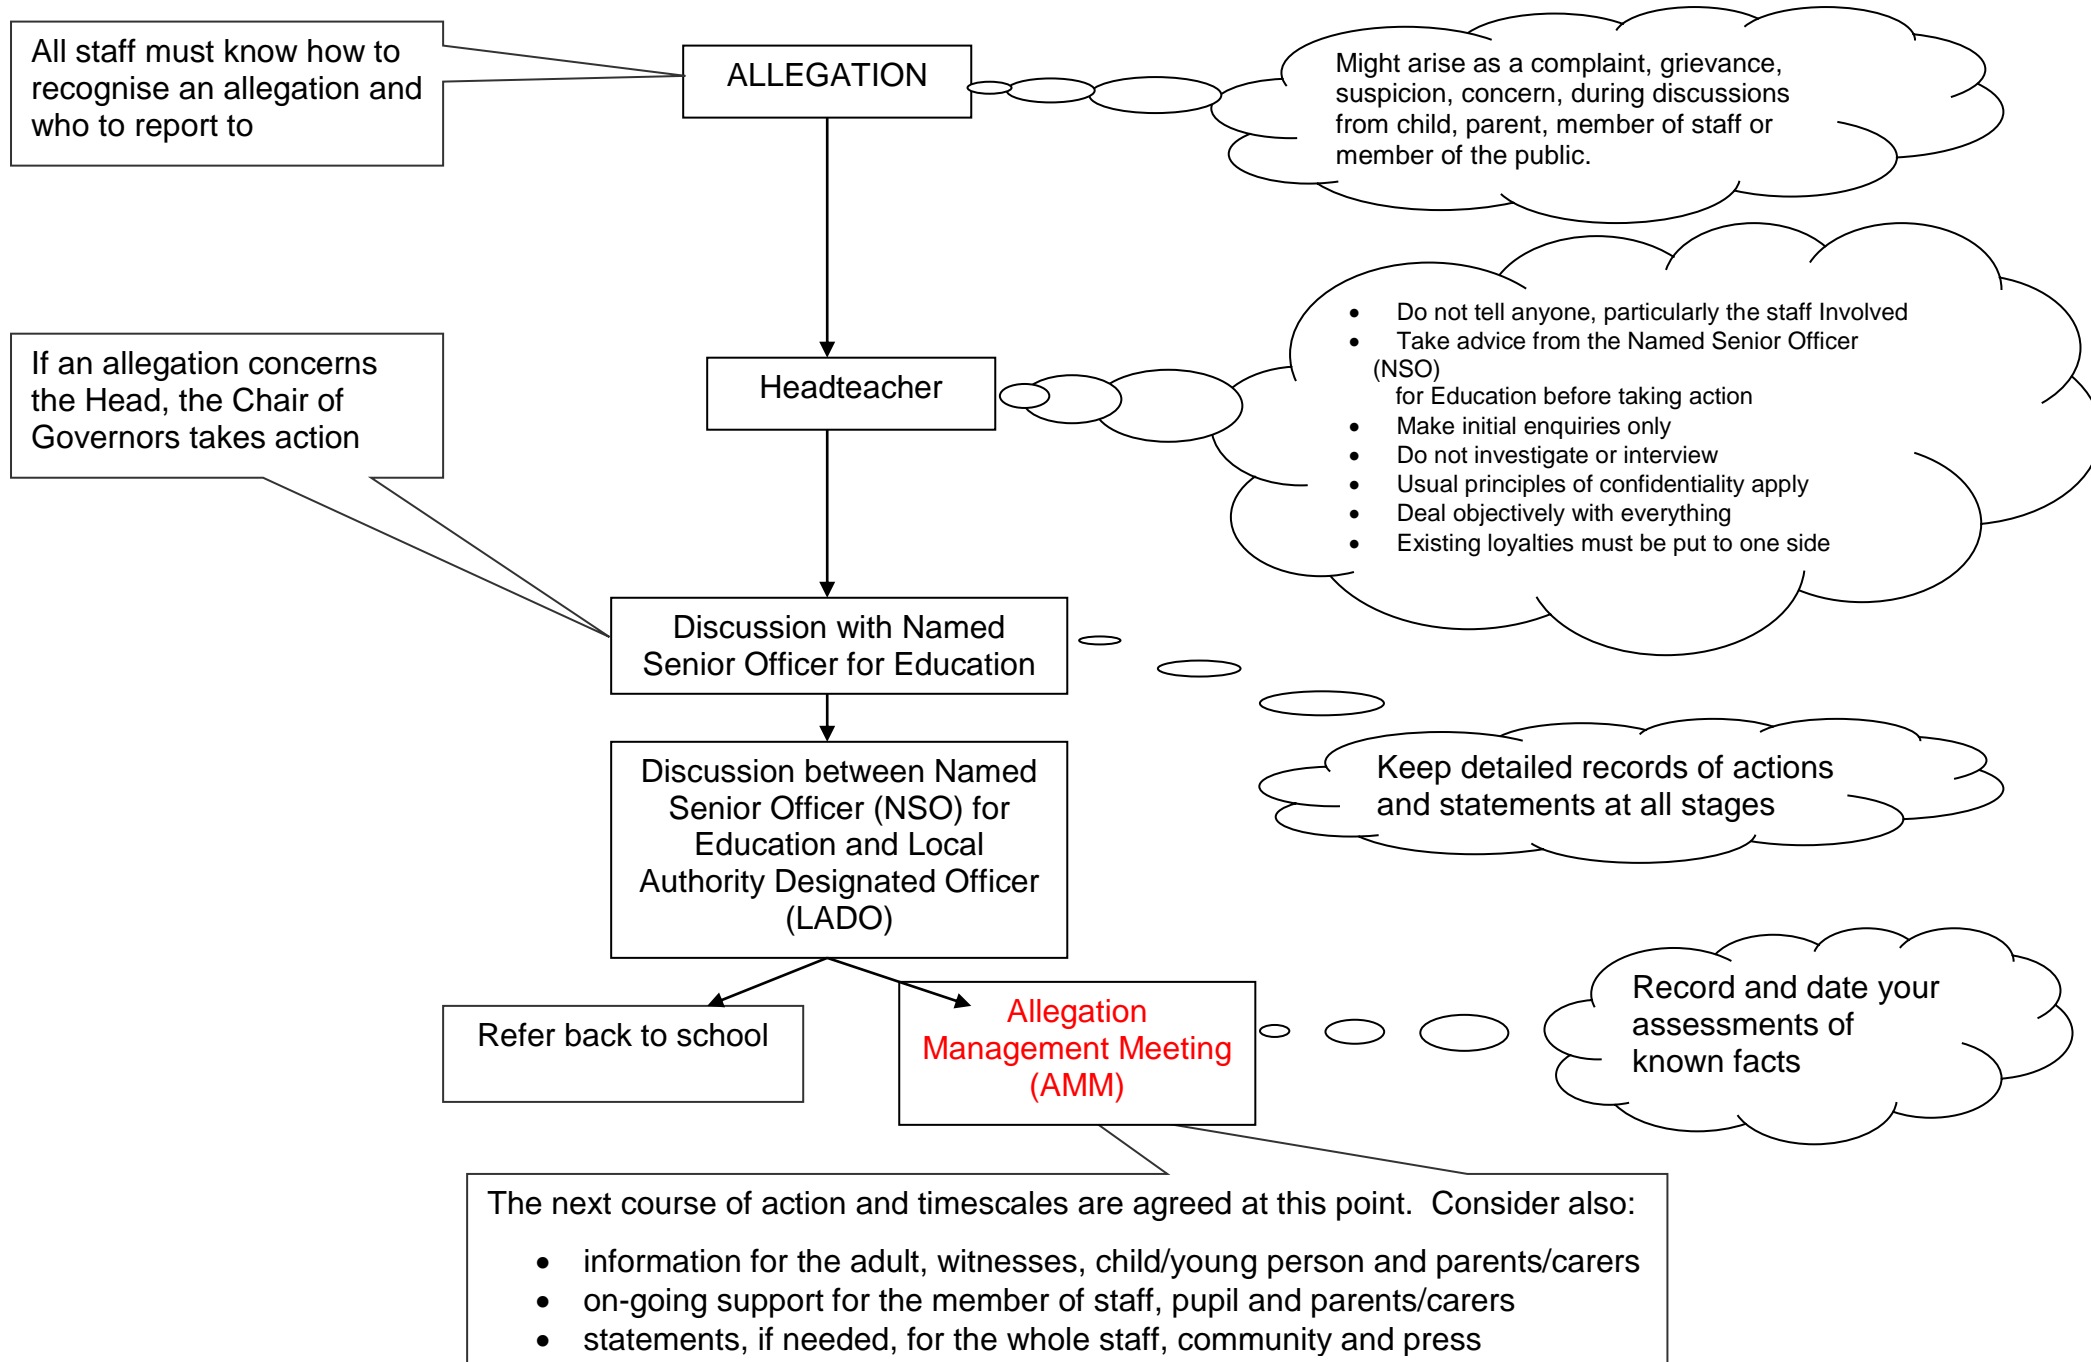 All staff must know how to
recognise an allegation and
who to report to
ALLEGATION
Might arise as a complaint, grievance,
suspicion, concern, during discussions
from child, parent, member of staff or
member of the public.
If an allegation concerns
the Head, the Chair of
Governors takes action
Headteacher
• Do not tell anyone, particularly the staff Involved
• Take advice from the Named Senior Officer
(NSO)
for Education before taking action
• Make initial enquiries only
• Do not investigate or interview
• Usual principles of confidentiality apply
• Deal objectively with everything
• Existing loyalties must be put to one side
Discussion with Named
Senior Officer for Education
Keep detailed records of actions
and statements at all stages
Discussion between Named
Senior Officer (NSO) for
Education and Local
Authority Designated Officer
(LADO)
Refer back to school
Allegation
Management Meeting
(AMM)
Record and date your
assessments of
known facts
The next course of action and timescales are agreed at this point.  Consider also:
• information for the adult, witnesses, child/young person and parents/carers
• on-going support for the member of staff, pupil and parents/carers
• statements, if needed, for the whole staff, community and press